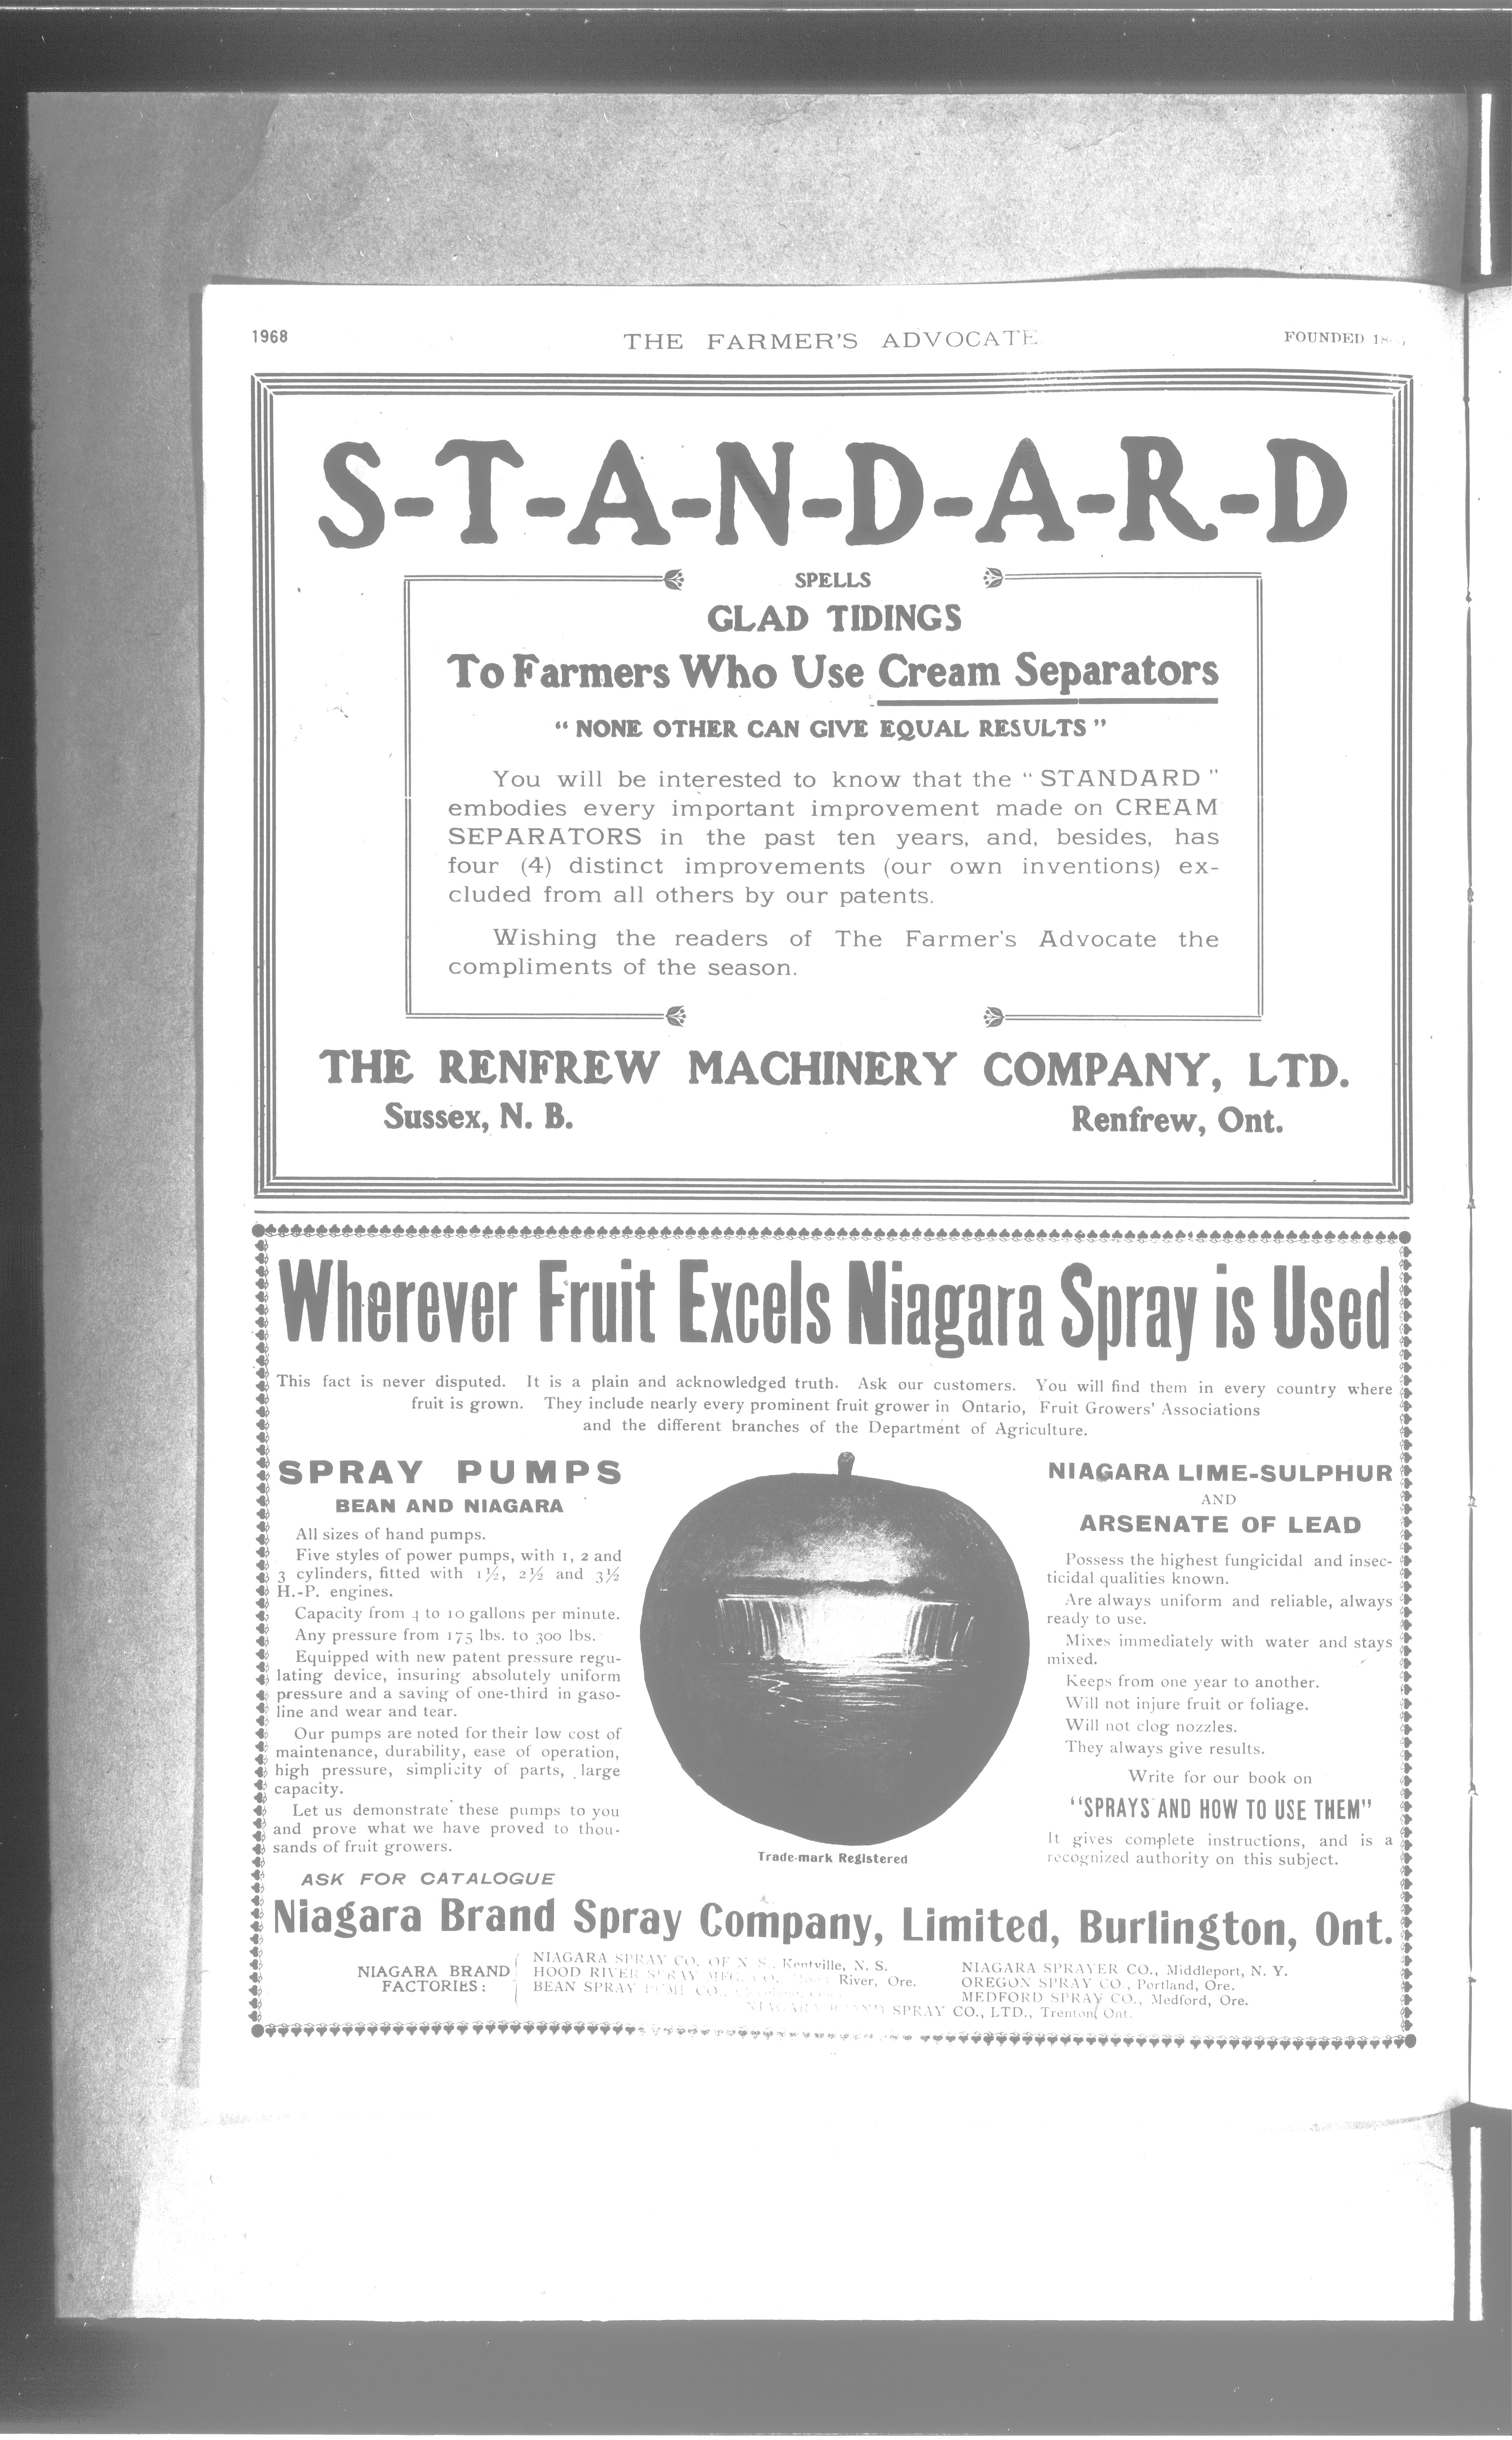 1968
THE FARMER'S ADVOCATE
FOUNDED
S-T-A-N-D-A-R-D
SPELLS
GLAD TIDINGS
To Farmers Who Use Cream Separators
“ NONE OTHER CAN GIVE EQUAL RESULTS ”
You will be interested to know that the “ STANDARD ”
embodies every important improvement made on CREAM
SEPARATORS in the past ten years, and, besides, has
four (4) distinct improvements (our own inventions) ex-
cluded from all others by our patents.
Wishing the readers of The Farmer's Advocate the
compliments of the season.
THE RENFREW MACHINERY COMPANY, LTD.
Sussex, N. B.
Renfrew, Ont.
Wherever Fruit Excels Niagara Spray is Used
This fact is never disputed. It is a plain and acknowledged truth. Ask our customers. You will find them in every country where
fruit is grown. They include nearly every prominent fruit grower in Ontario, Fruit Growers' Associations
and the different branches of the Department of Agriculture.
SPRAY PUMPS
BEAN AND NIAGARA
All sizes of hand pumps.
Five styles of power pumps, with 1, 2 and
3 cylinders, fitted with 1½, 2½ and 3½
H.-P. engines.
Capacity from 4 to 10 gallons per minute.
Any pressure from 175 lbs. to 300 lbs.
Equipped with new patent pressure regu-
lating device, insuring absolutely uniform
pressure and a saving of one-third in gaso-
line and wear and tear.
Our pumps are noted for their low cost of
maintenance, durability, ease of operation,
high pressure, simplicity of parts, large
capacity.
Let us demonstrate these pumps to you
and prove what we have proved to thou-
sands of fruit growers.
ASK FOR CATALOGUE
Trade-mark Registered
NIAGARA LIME-SULPHUR
AND
ARSENATE OF LEAD
Possess the highest fungicidal and insec-
ticidal qualities known.
Are always uniform and reliable, always
ready to use.
Mixes immediately with water and stays
mixed.
Keeps from one year to another.
Will not injure fruit or foliage.
Will not clog nozzles.
They always give results.
Write for our book on
“SPRAYS AND HOW TO USE THEM”
It gives complete instructions, and is a
recognized authority on this subject.
Niagara Brand Spray Company, Limited, Burlington, Ont.
NIAGARA BRAND
FACTORIES:
NIAGARA SPRAY CO. OF N. S., Kentville, N. S.
HOOD RIVER SPRAY MFG. CO., River, Ore.
BEAN SPRAY PUMP CO.,
NIAGARA SPRAYER CO., Middleport, N. Y.
OREGON SPRAY CO., Portland, Ore.
MEDFORD SPRAY CO., Medford, Ore.
NIAGARA BRAND SPRAY CO., LTD., Trenton, Ont.